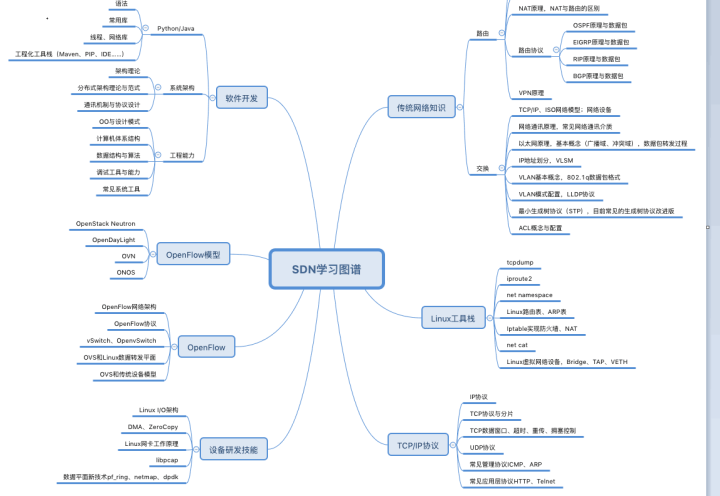 SDN学习图谱
软件开发
Python/Java
语法
常用库
线程、网络库
工程化工具栈（Maven、PIP、IDE……）
系统架构
架构理论
分布式架构理论与范式
通讯机制与协议设计
工程能力
OO与设计模式
计算机体系结构
数据结构与算法
调试工具与能力
常见系统工具
OpenFlow模型
OpenStack Neutron
OpenDayLight
OVN
ONOS
OpenFlow
OpenFlow网络架构
OpenFlow协议
vSwitch、OpenvSwitch
OVS和Linux数据转发平面
OVS和传统设备模型
设备研发技能
Linux I/O架构
DMA、ZeroCopy
Linux网卡工作原理
libpcap
数据平面新技术pf_ring、netmap、dpdk
传统网络知识
路由
NAT原理、NAT与路由的区别
路由协议
OSPF原理与数据包
EIGRP原理与数据包
RIP原理与数据包
BGP原理与数据包
VPN原理
交换
TCP/IP、ISO网络模型；网络设备
网络通讯原理，常见网络通讯介质
以太网原理，基本概念（广播域、冲突域），数据包转发过程
IP地址划分、VLSM
VLAN基本概念，802.1q数据包格式
VLAN模式配置，LLDP协议
最小生成树协议（STP），目前常见的生成树协议改进版
ACL概念与配置
Linux工具栈
tcpdump
iproute2
net namespace
Linux路由表、ARP表
Iptable实现防火墙、NAT
net cat
Linux虚拟网络设备，Bridge、TAP、VETH
TCP/IP协议
IP协议
TCP协议与分片
TCP数据窗口、超时、重传、拥塞控制
UDP协议
常见管理协议ICMP、ARP
常见应用层协议HTTP、Telnet